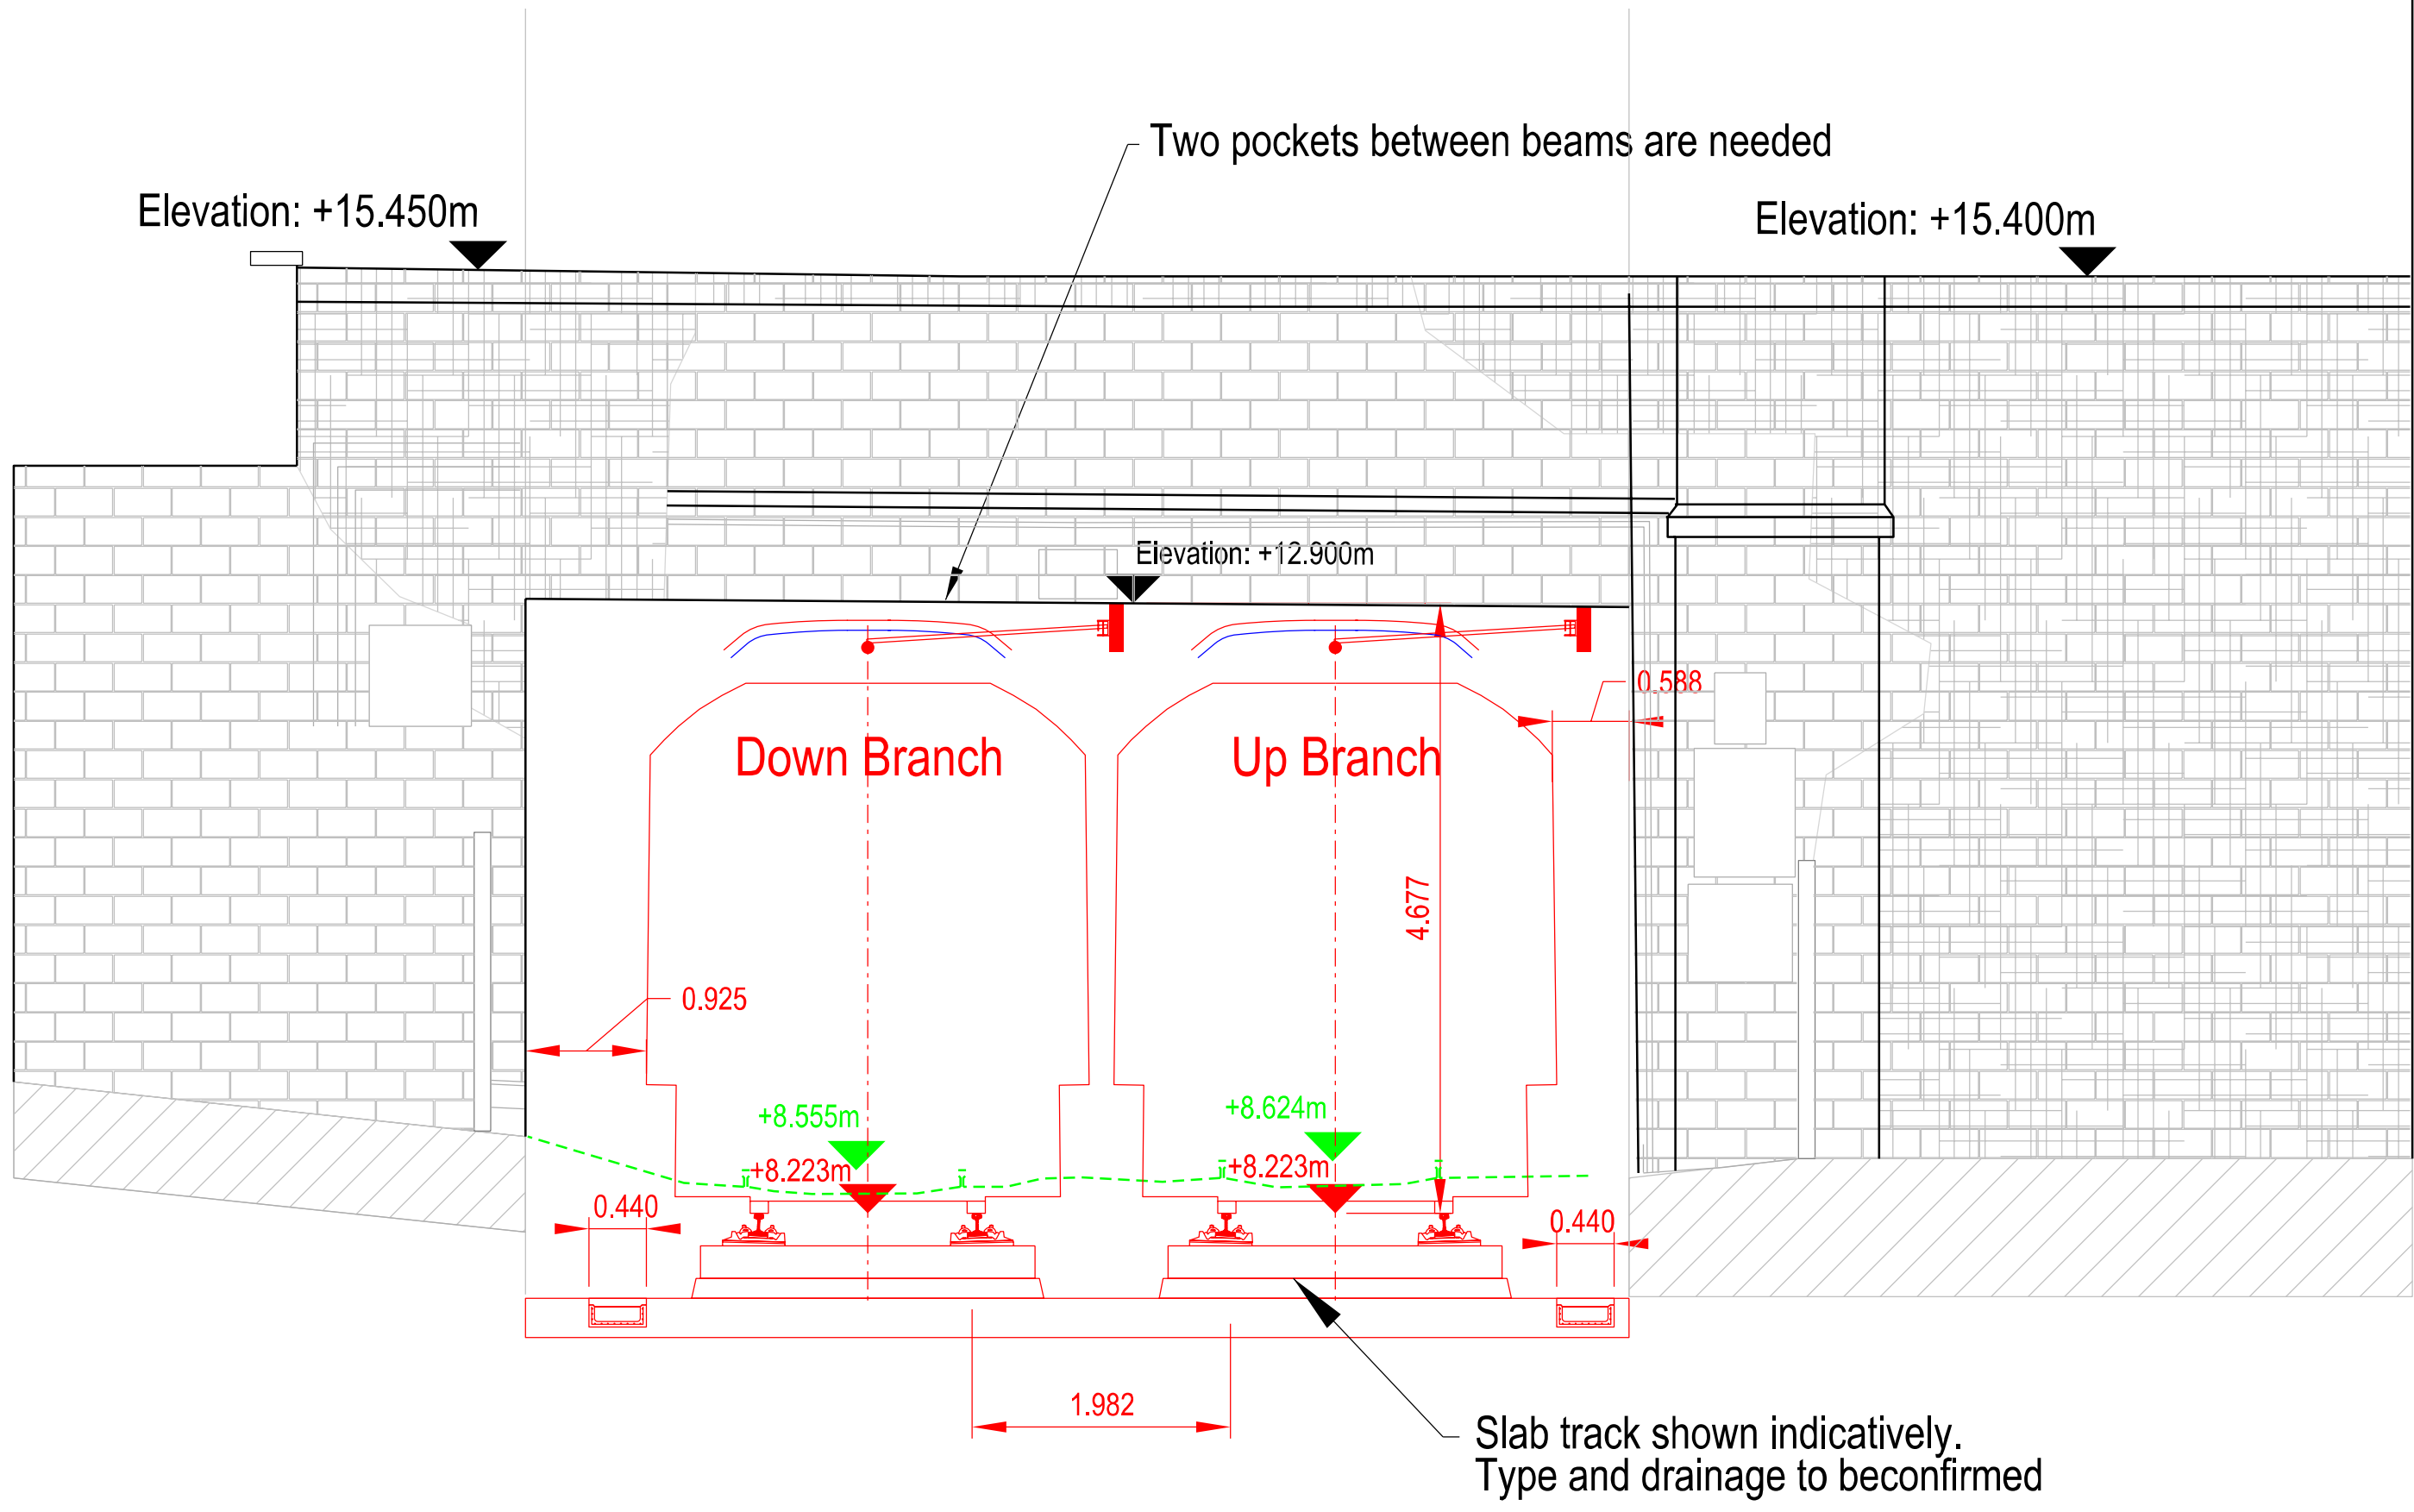 Two pockets between beams are needed
Elevation: +15.450m
Elevation: +15.400m
Elevation: +12.900m
0.588
Down Branch
Up Branch
4.677
0.925
+8.555m
+8.624m
+8.223m
+8.223m
0.440
0.440
1.982
Slab track shown indicatively.
Type and drainage to beconfirmed